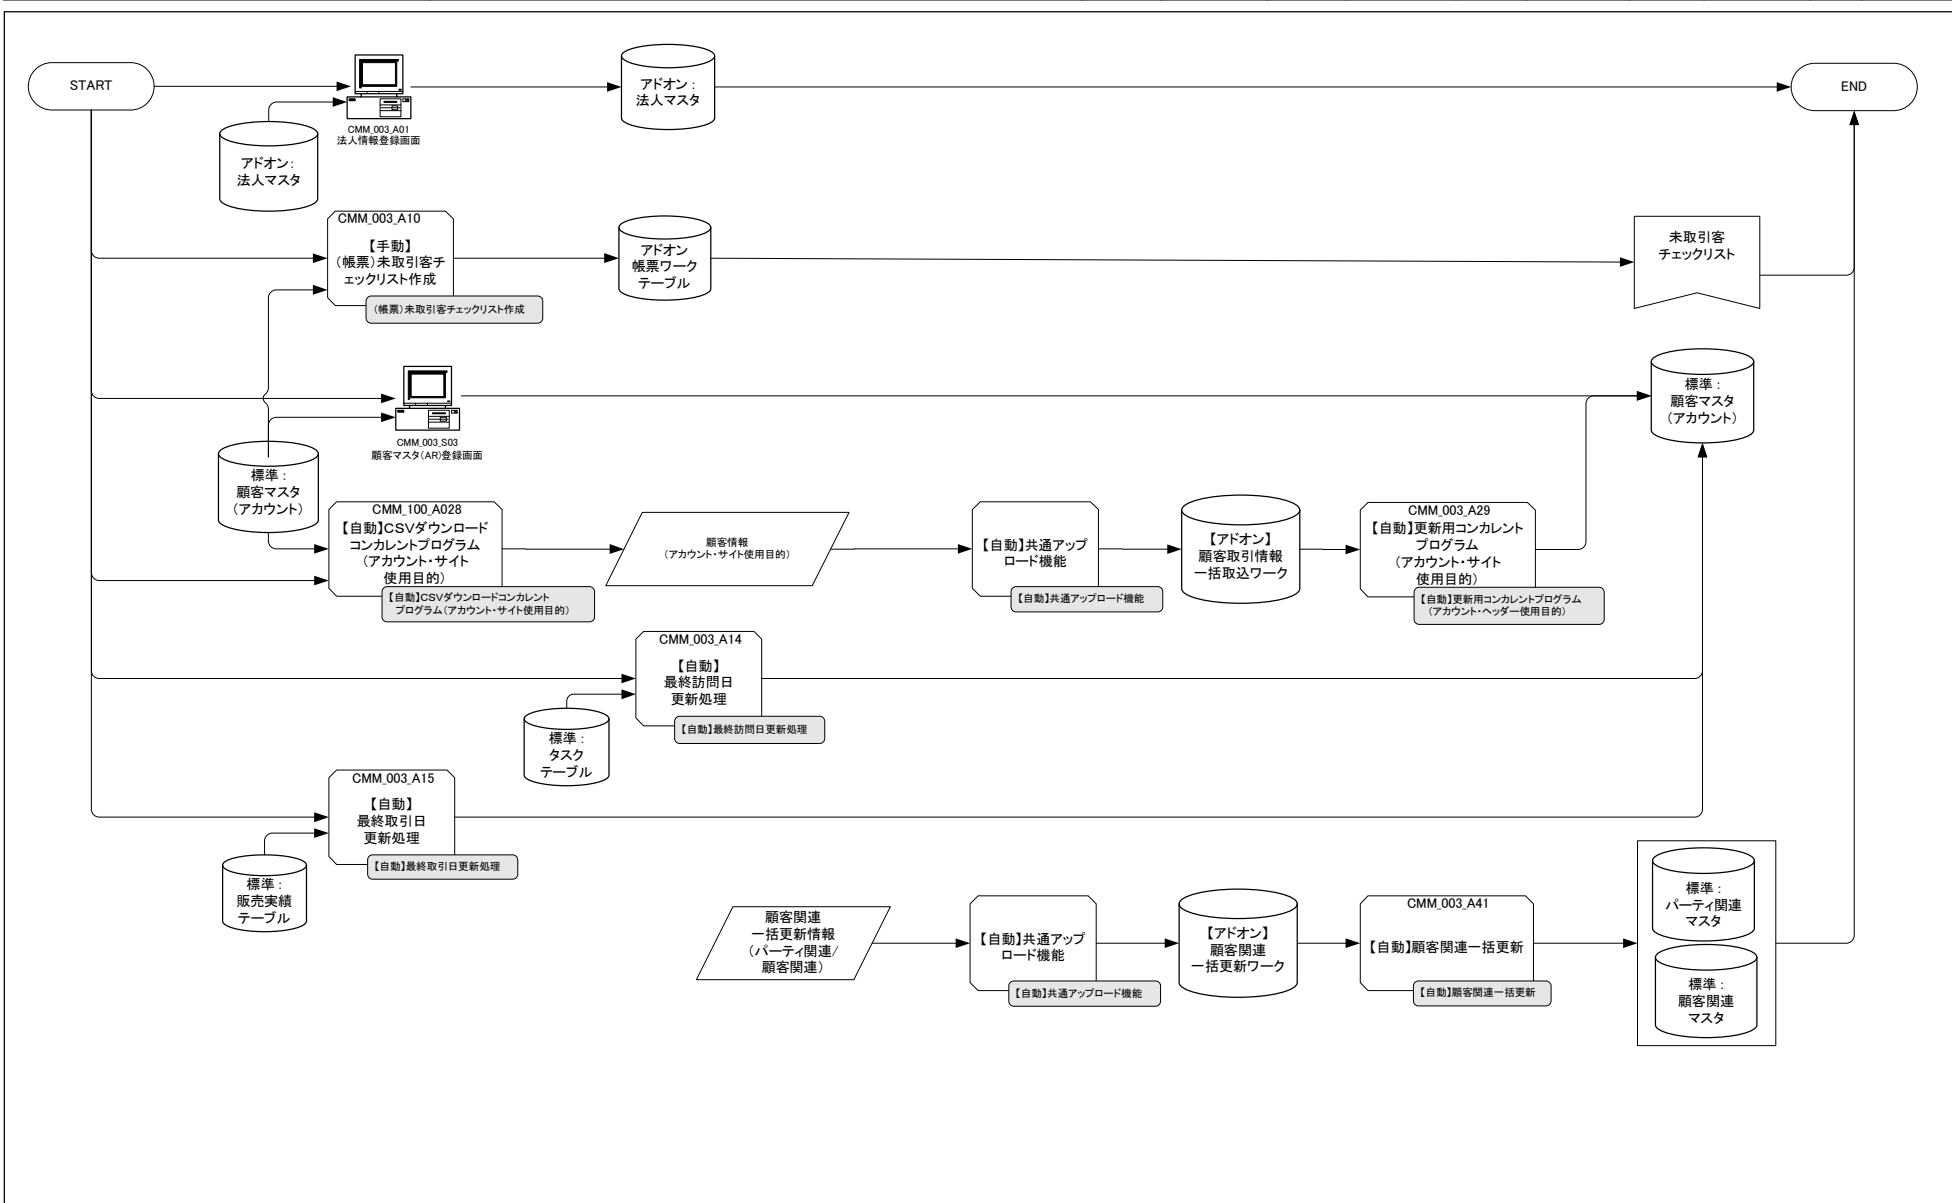 START
CMM_003_A01
法人情報登録画面
アドオン：
法人マスタ
END
アドオン：
法人マスタ
CMM_003_A10
【手動】
（帳票）未取引客チ
ェックリスト作成
（帳票）未取引客チェックリスト作成
アドオン
帳票ワーク
テーブル
未取引客
チェックリスト
CMM_003_S03
顧客マスタ（AR）登録画面
標準：
顧客マスタ
（アカウント）
標準：
顧客マスタ
（アカウント）
CMM_100_A028
【自動】CSVダウンロード
コンカレントプログラム
（アカウント・サイト
使用目的）
【自動】CSVダウンロードコンカレント
プログラム（アカウント・サイト使用目的）
顧客情報
（アカウント・サイト使用目的）
【自動】共通アップ
ロード機能
【自動】共通アップロード機能
【アドオン】
顧客取引情報
一括取込ワーク
CMM_003_A29
【自動】更新用コンカレント
プログラム
（アカウント・サイト
使用目的）
【自動】更新用コンカレントプログラム
（アカウント・ヘッダー使用目的）
CMM_003_A14
【自動】
最終訪問日
更新処理
【自動】最終訪問日更新処理
標準：
タスク
テーブル
CMM_003_A15
【自動】
最終取引日
更新処理
【自動】最終取引日更新処理
標準：
販売実績
テーブル
顧客関連
一括更新情報
（パーティ関連/
顧客関連）
【自動】共通アップ
ロード機能
【自動】共通アップロード機能
【アドオン】
顧客関連
一括更新ワーク
CMM_003_A41
【自動】顧客関連一括更新
【自動】顧客関連一括更新
標準：
パーティ関連
マスタ
標準：
顧客関連
マスタ